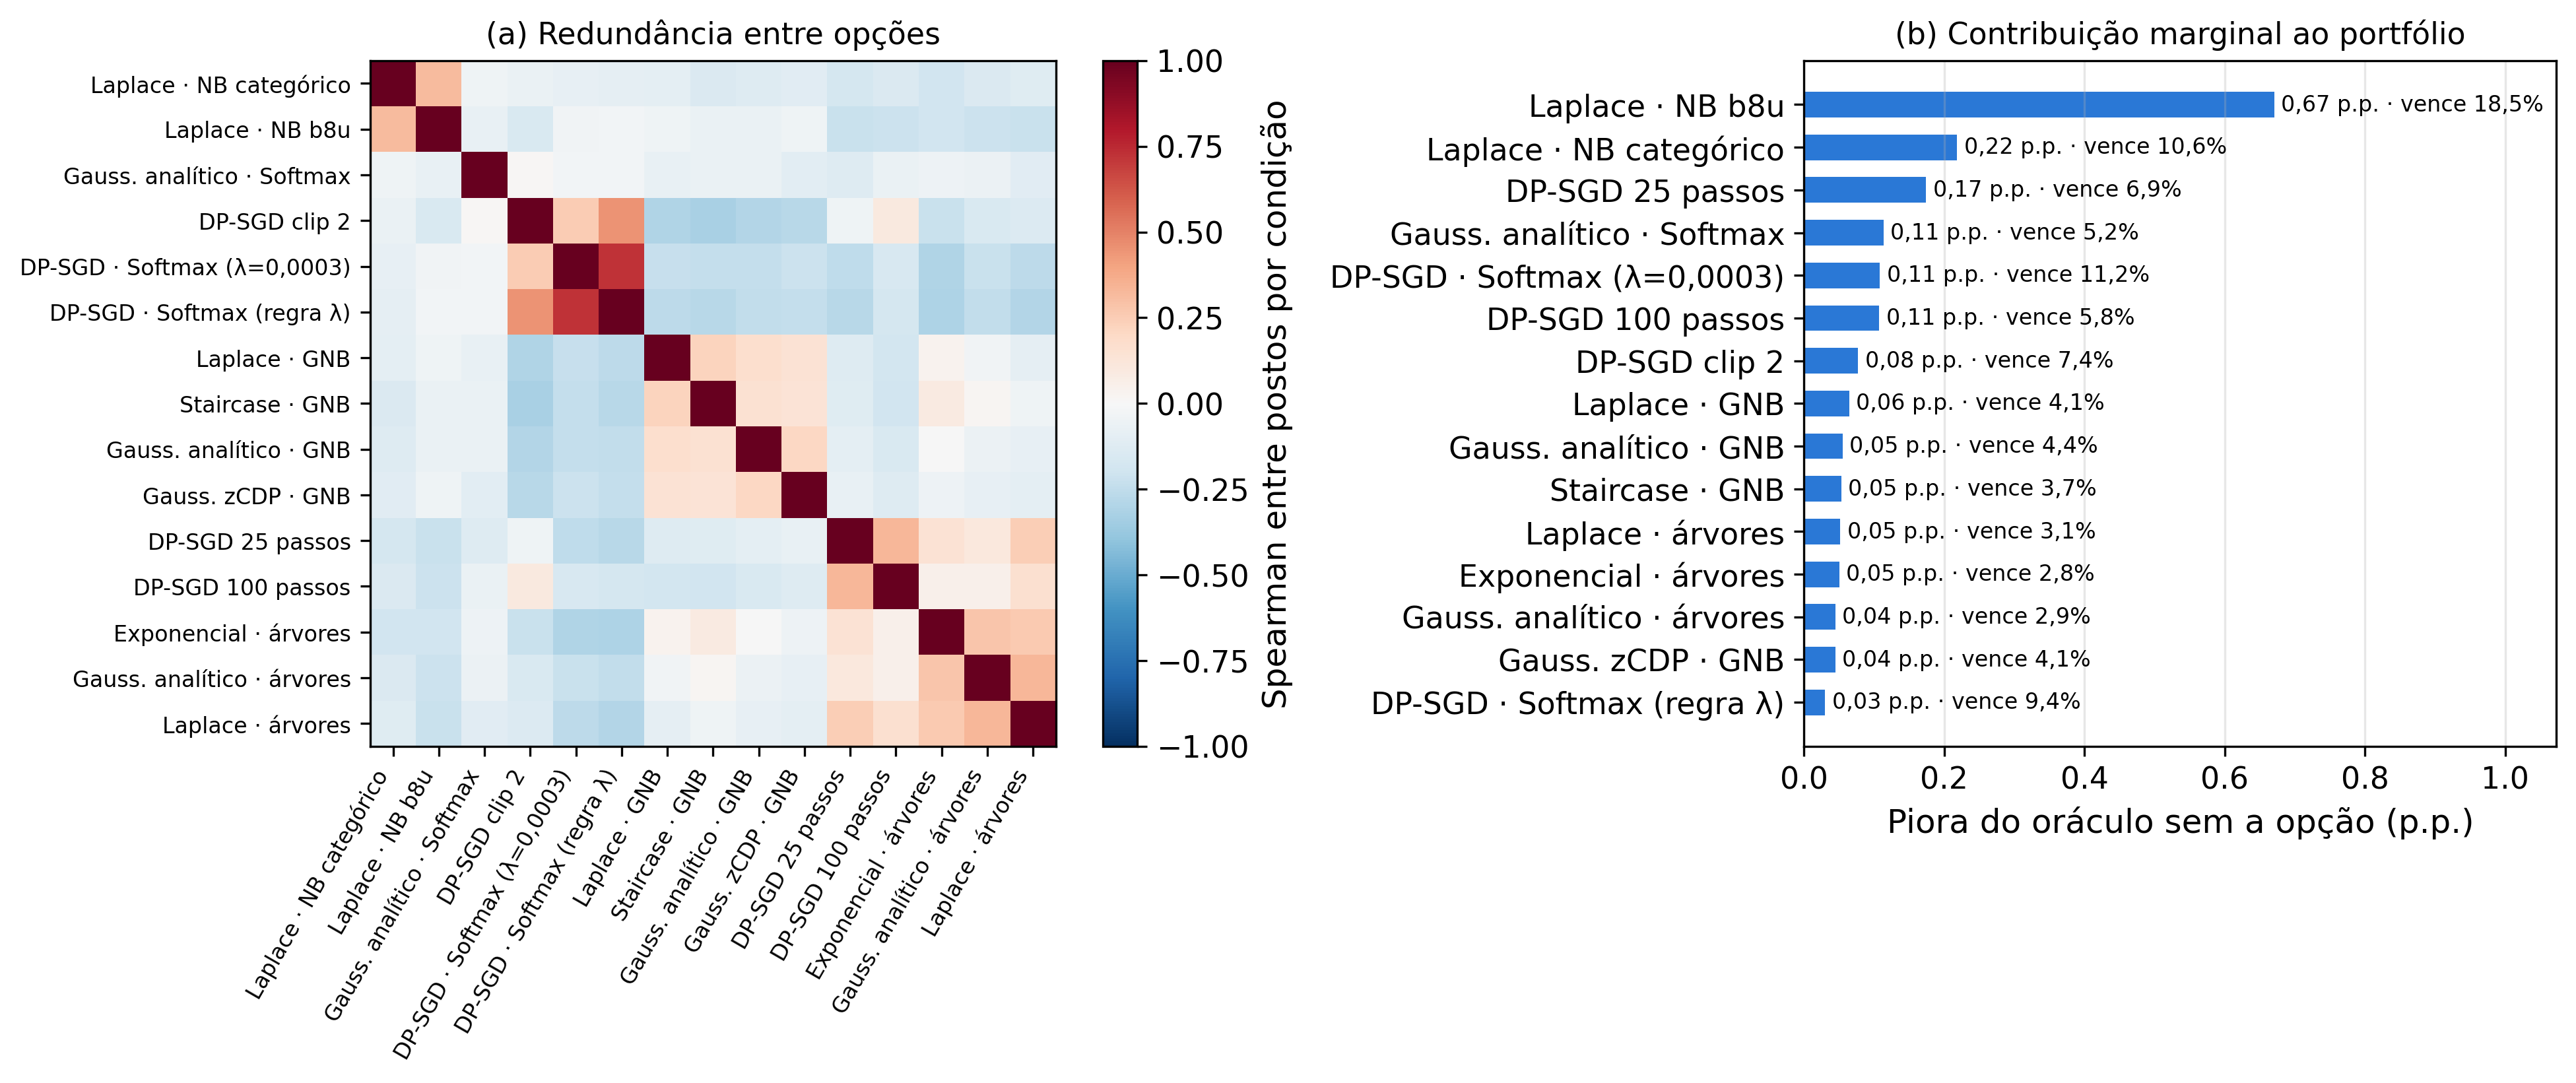 (a) Redundância entre opções
Laplace · NB categórico
Laplace · NB b8u
Gauss. analítico · Softmax
DP-SGD clip 2
DP-SGD · Softmax (λ=0,0003)
DP-SGD · Softmax (regra λ)
Laplace · GNB
Staircase · GNB
Gauss. analítico · GNB
Gauss. zCDP · GNB
DP-SGD 25 passos
DP-SGD 100 passos
Exponencial · árvores
Gauss. analítico · árvores
Laplace · árvores
Laplace · NB categórico
Laplace · NB b8u
Gauss. analítico · Softmax
DP-SGD clip 2
DP-SGD · Softmax (λ=0,0003)
DP-SGD · Softmax (regra λ)
Laplace · GNB
Staircase · GNB
Gauss. analítico · GNB
Gauss. zCDP · GNB
DP-SGD 25 passos
DP-SGD 100 passos
Exponencial · árvores
Gauss. analítico · árvores
Laplace · árvores
1.00
0.75
0.50
0.25
0.00
−0.25
−0.50
−0.75
−1.00
Spearman entre postos por condição
(b) Contribuição marginal ao portfólio
Laplace · NB b8u
0,67 p.p. · vence 18,5%
Laplace · NB categórico
0,22 p.p. · vence 10,6%
DP-SGD 25 passos
0,17 p.p. · vence 6,9%
Gauss. analítico · Softmax
0,11 p.p. · vence 5,2%
DP-SGD · Softmax (λ=0,0003)
0,11 p.p. · vence 11,2%
DP-SGD 100 passos
0,11 p.p. · vence 5,8%
DP-SGD clip 2
0,08 p.p. · vence 7,4%
Laplace · GNB
0,06 p.p. · vence 4,1%
Gauss. analítico · GNB
0,05 p.p. · vence 4,4%
Staircase · GNB
0,05 p.p. · vence 3,7%
Laplace · árvores
0,05 p.p. · vence 3,1%
Exponencial · árvores
0,05 p.p. · vence 2,8%
Gauss. analítico · árvores
0,04 p.p. · vence 2,9%
Gauss. zCDP · GNB
0,04 p.p. · vence 4,1%
DP-SGD · Softmax (regra λ)
0,03 p.p. · vence 9,4%
0.0 0.2 0.4 0.6 0.8 1.0
Piora do oráculo sem a opção (p.p.)